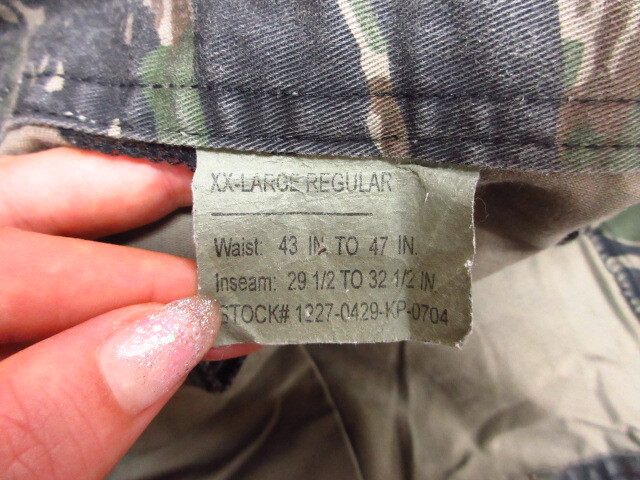 XX-LARGE REGULAR
Waist: 43 IN. TO 47 IN.
Inseam: 29 1/2 TO 32 1/2 IN.
STOCK# 1327-0429-KP-0704